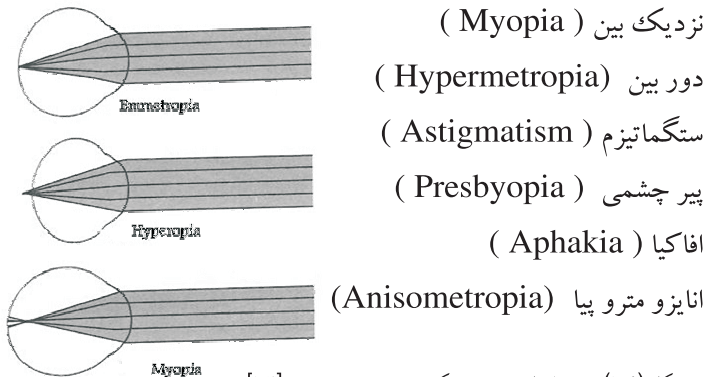 نزدیک بین ( Myopia )
دور بین (Hypermetropia )
ستگماتیزم ( Astigmatism )
پیر چشمی ( Presbyopia )
افاکیا ( Aphakia )
انایزو مترو پیا (Anisometropia)
Emmetropia
Hyperopia
Myopia